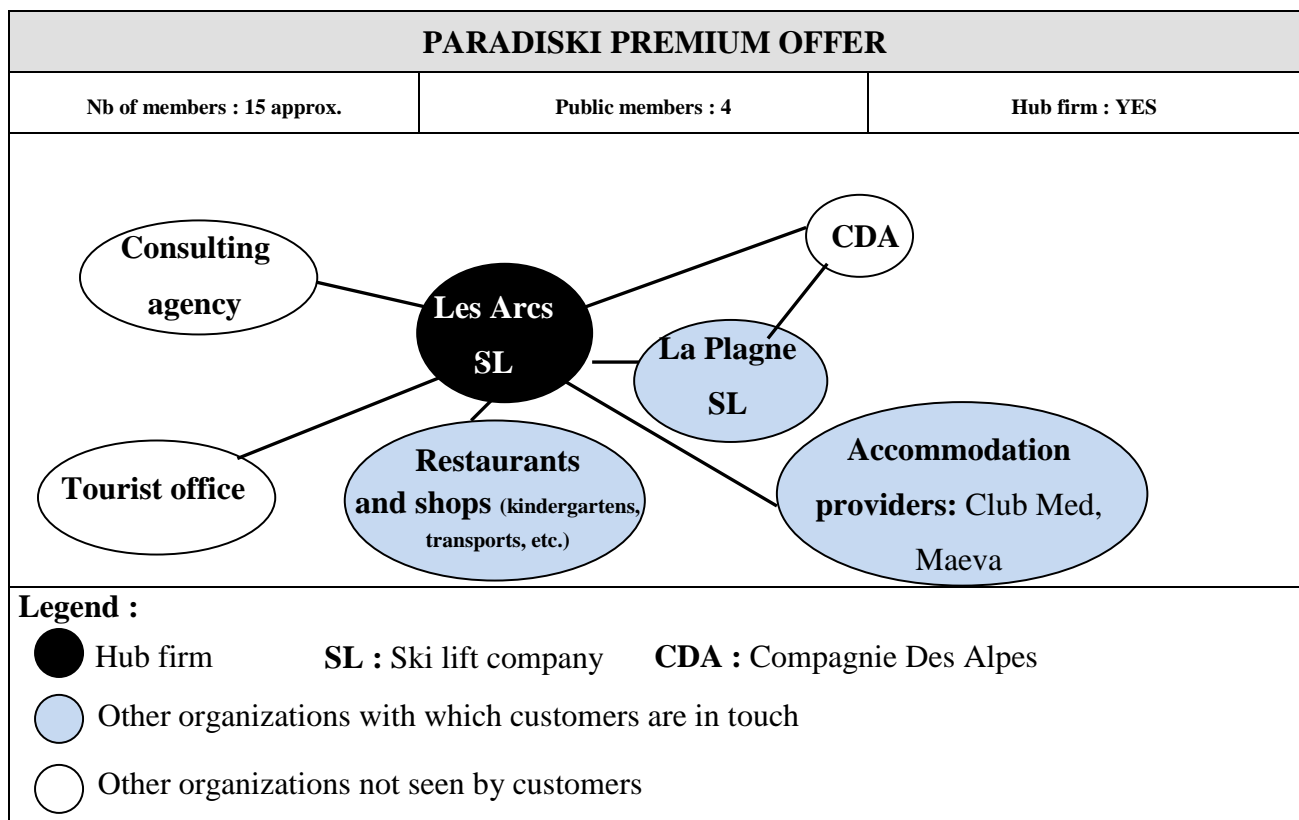 PARADISKI PREMIUM OFFER
Nb of members : 15 approx.
Public members : 4
Hub firm : YES
Consulting
agency
CDA
Les Arcs
SL
La Plagne
SL
Tourist office
Restaurants
and shops (kindergartens,
transports, etc.)
Accommodation
providers: Club Med,
Maeva
Legend :
Hub firm
SL : Ski lift company
CDA : Compagnie Des Alpes
Other organizations with which customers are in touch
Other organizations not seen by customers